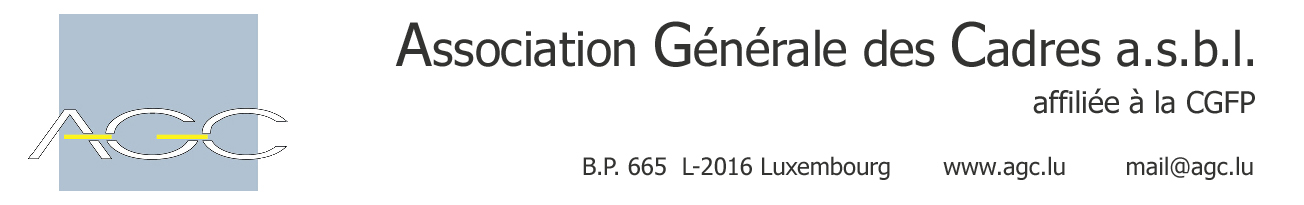 AGC
Association Générale des Cadres a.s.b.l.
affiliée à la CGFP
B.P. 665 L-2016 Luxembourg www.agc.lu mail@agc.lu